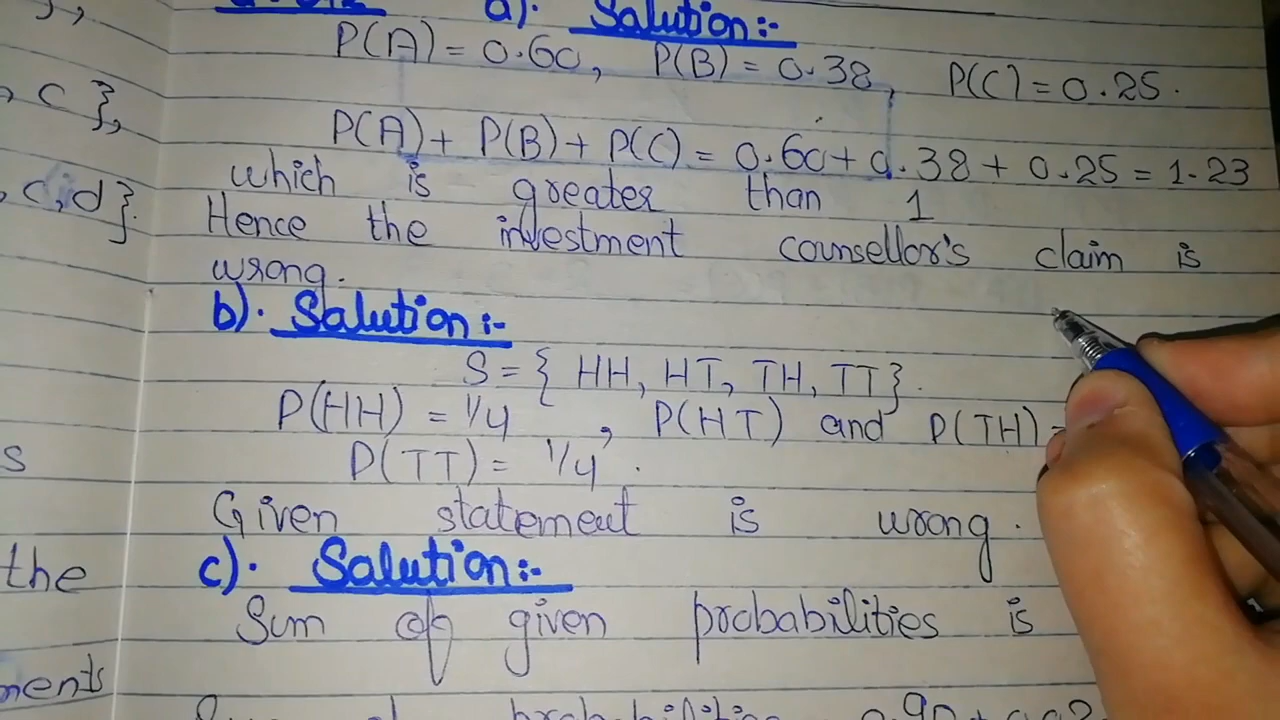 a). Salution:-
P(A) = 0.60, P(B) = 0.38, P(C) = 0.25.
P(A) + P(B) + P(C) = 0.60 + 0.38 + 0.25 = 1.23
which is greater than 1
Hence the investment counsellor's claim is
wrong.
b). Salution:-
S = { HH, HT, TH, TT}.
P(HH) = 1/4 , P(HT) and P(TH) =
P(TT) = 1/4 .
Given statement is wrong.
c). Salution:-
Sum of given probabilities is
, c },
, c, d }.
s
the
ments